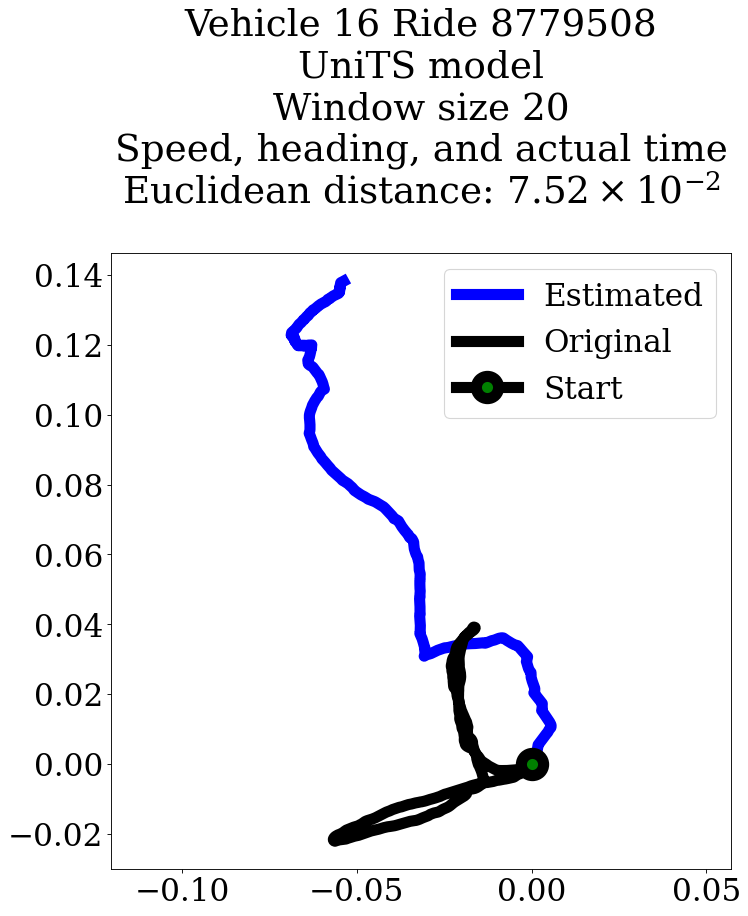 Vehicle 16 Ride 8779508
UniTS model
Window size 20
Speed, heading, and actual time
Euclidean distance: 7.52 × 10⁻²
Estimated
Original
Start
0.14
0.12
0.10
0.08
0.06
0.04
0.02
0.00
−0.02
−0.10 −0.05 0.00 0.05